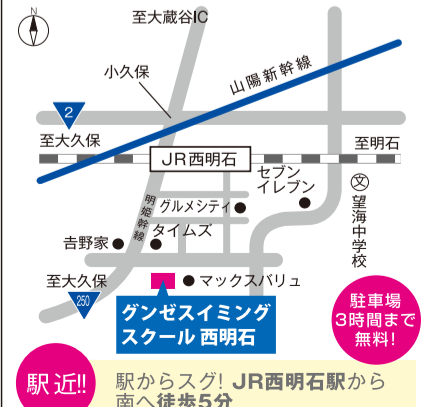 N
至大蔵谷IC
小久保
山陽新幹線
2
至大久保
至明石
JR西明石
セブン
イレブン
明姫幹線
グルメシティ
文
望海中学校
タイムズ
𠮷野家
至大久保
250
マックスバリュ
グンゼスイミング
スクール 西明石
駐車場
3時間まで
無料!
駅近!!
駅からスグ! JR西明石駅から
南へ徒歩5分